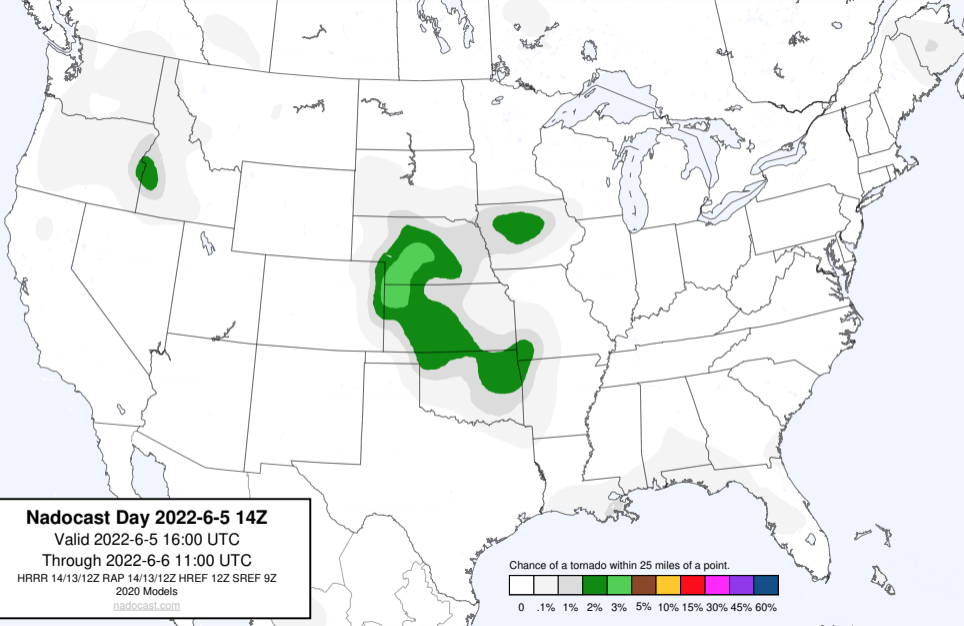 Nadocast Day 2022-6-5 14Z
Valid 2022-6-5 16:00 UTC
Through 2022-6-6 11:00 UTC
HRRR 14/13/12Z RAP 14/13/12Z HREF 12Z SREF 9Z
2020 Models
nadocast.com
Chance of a tornado within 25 miles of a point.
0 .1% 1% 2% 3% 5% 10% 15% 30% 45% 60%